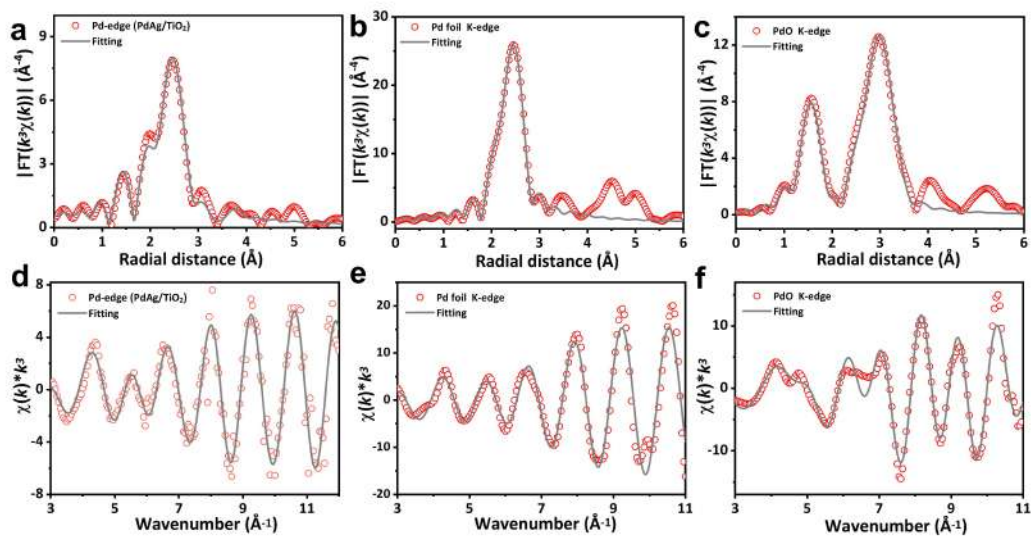 a
Pd-edge (PdAg/TiO₂)
Fitting
|FT(k³χ(k))| (Å⁻⁴)
9
6
3
0
0 1 2 3 4 5 6
Radial distance (Å)
b
Pd foil K-edge
Fitting
|FT(k³χ(k))| (Å⁻⁴)
30
20
10
0
0 1 2 3 4 5 6
Radial distance (Å)
c
PdO K-edge
Fitting
|FT(k³χ(k))| (Å⁻⁴)
12
8
4
0
0 1 2 3 4 5 6
Radial distance (Å)
d
Pd-edge (PdAg/TiO₂)
Fitting
χ(k)*k³
8
4
0
-4
-8
3 5 7 9 11
Wavenumber (Å⁻¹)
e
Pd foil K-edge
Fitting
χ(k)*k³
20
10
0
-10
-20
3 5 7 9 11
Wavenumber (Å⁻¹)
f
PdO K-edge
Fitting
χ(k)*k³
10
0
-10
3 5 7 9 11
Wavenumber (Å⁻¹)